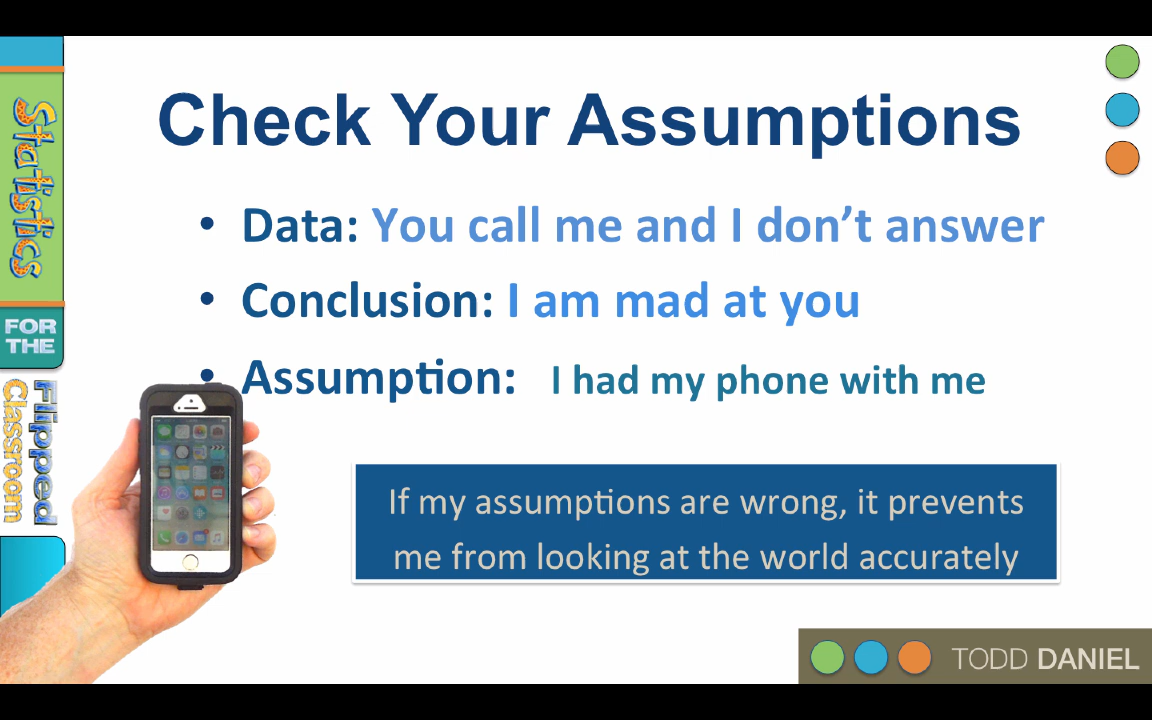 Check Your Assumptions
• Data: You call me and I don’t answer
• Conclusion: I am mad at you
• Assumption: I had my phone with me
If my assumptions are wrong, it prevents
me from looking at the world accurately
Statistics
FOR
THE
Flipped
Classroom
TODD DANIEL